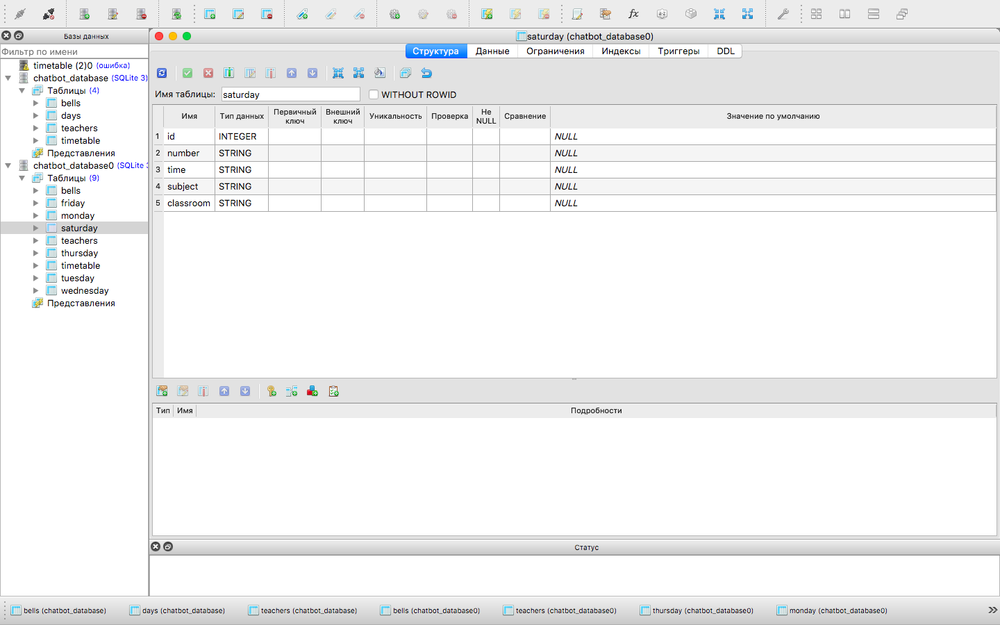 fx
a-z
Базы данных
saturday (chatbot_database0)
Фильтр по имени
Структура
Данные
Ограничения
Индексы
Триггеры
DDL
timetable (2)0 (ошибка)
chatbot_database (SQLite 3)
Таблицы (4)
bells
days
teachers
timetable
Представления
chatbot_database0 (SQLite 3
Таблицы (9)
bells
friday
monday
saturday
teachers
thursday
timetable
tuesday
wednesday
Представления
Имя таблицы: saturday WITHOUT ROWID
Имя Тип данных Первичный ключ Внешний ключ Уникальность Проверка Не NULL Сравнение Значение по умолчанию
1 id INTEGER NULL
2 number STRING NULL
3 time STRING NULL
4 subject STRING NULL
5 classroom STRING NULL
Тип Имя Подробности
Статус
bells (chatbot_database) days (chatbot_database) teachers (chatbot_database) bells (chatbot_database0) teachers (chatbot_database0) thursday (chatbot_database0) monday (chatbot_database0)